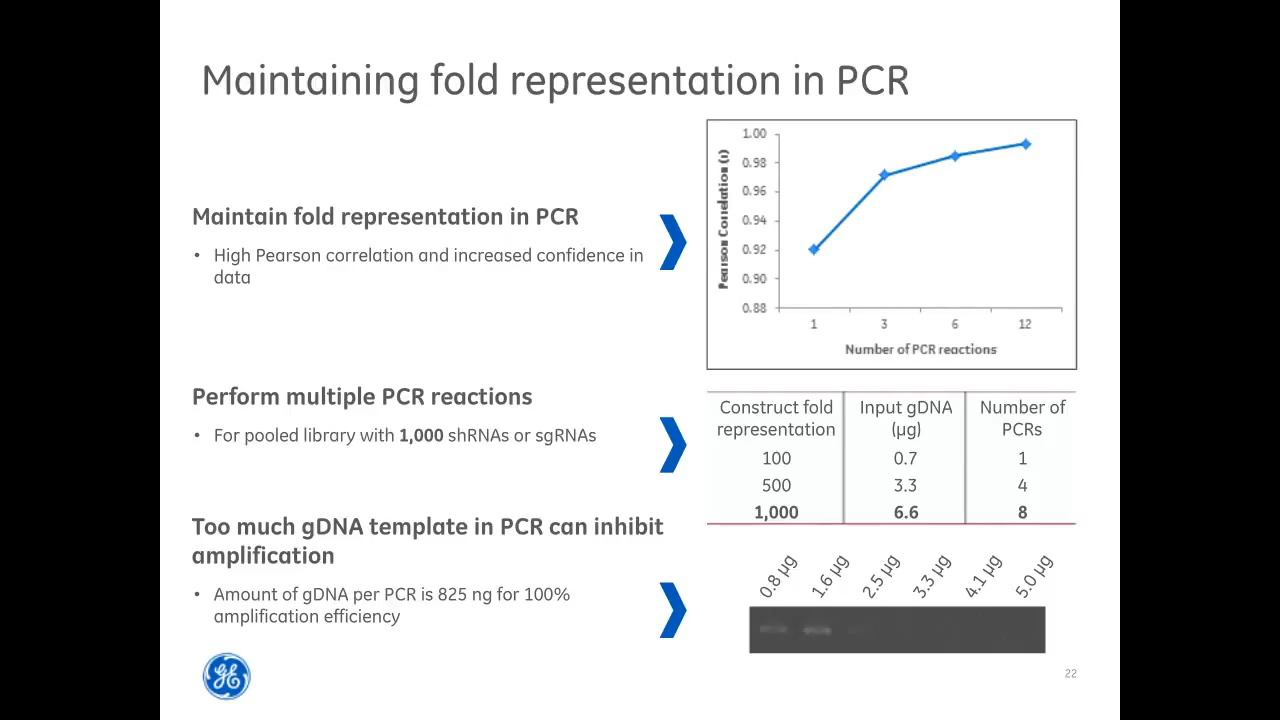 Maintaining fold representation in PCR
Maintain fold representation in PCR
• High Pearson correlation and increased confidence in
data
1.00
0.98
0.96
0.94
0.92
0.90
0.88
Pearson Correlation (r)
1 3 6 12
Number of PCR reactions
Perform multiple PCR reactions
• For pooled library with 1,000 shRNAs or sgRNAs
Construct fold Input gDNA Number of
representation (µg) PCRs
100 0.7 1
500 3.3 4
1,000 6.6 8
Too much gDNA template in PCR can inhibit
amplification
• Amount of gDNA per PCR is 825 ng for 100%
amplification efficiency
0.8 µg 1.6 µg 2.5 µg 3.3 µg 4.1 µg 5.0 µg
GE
22